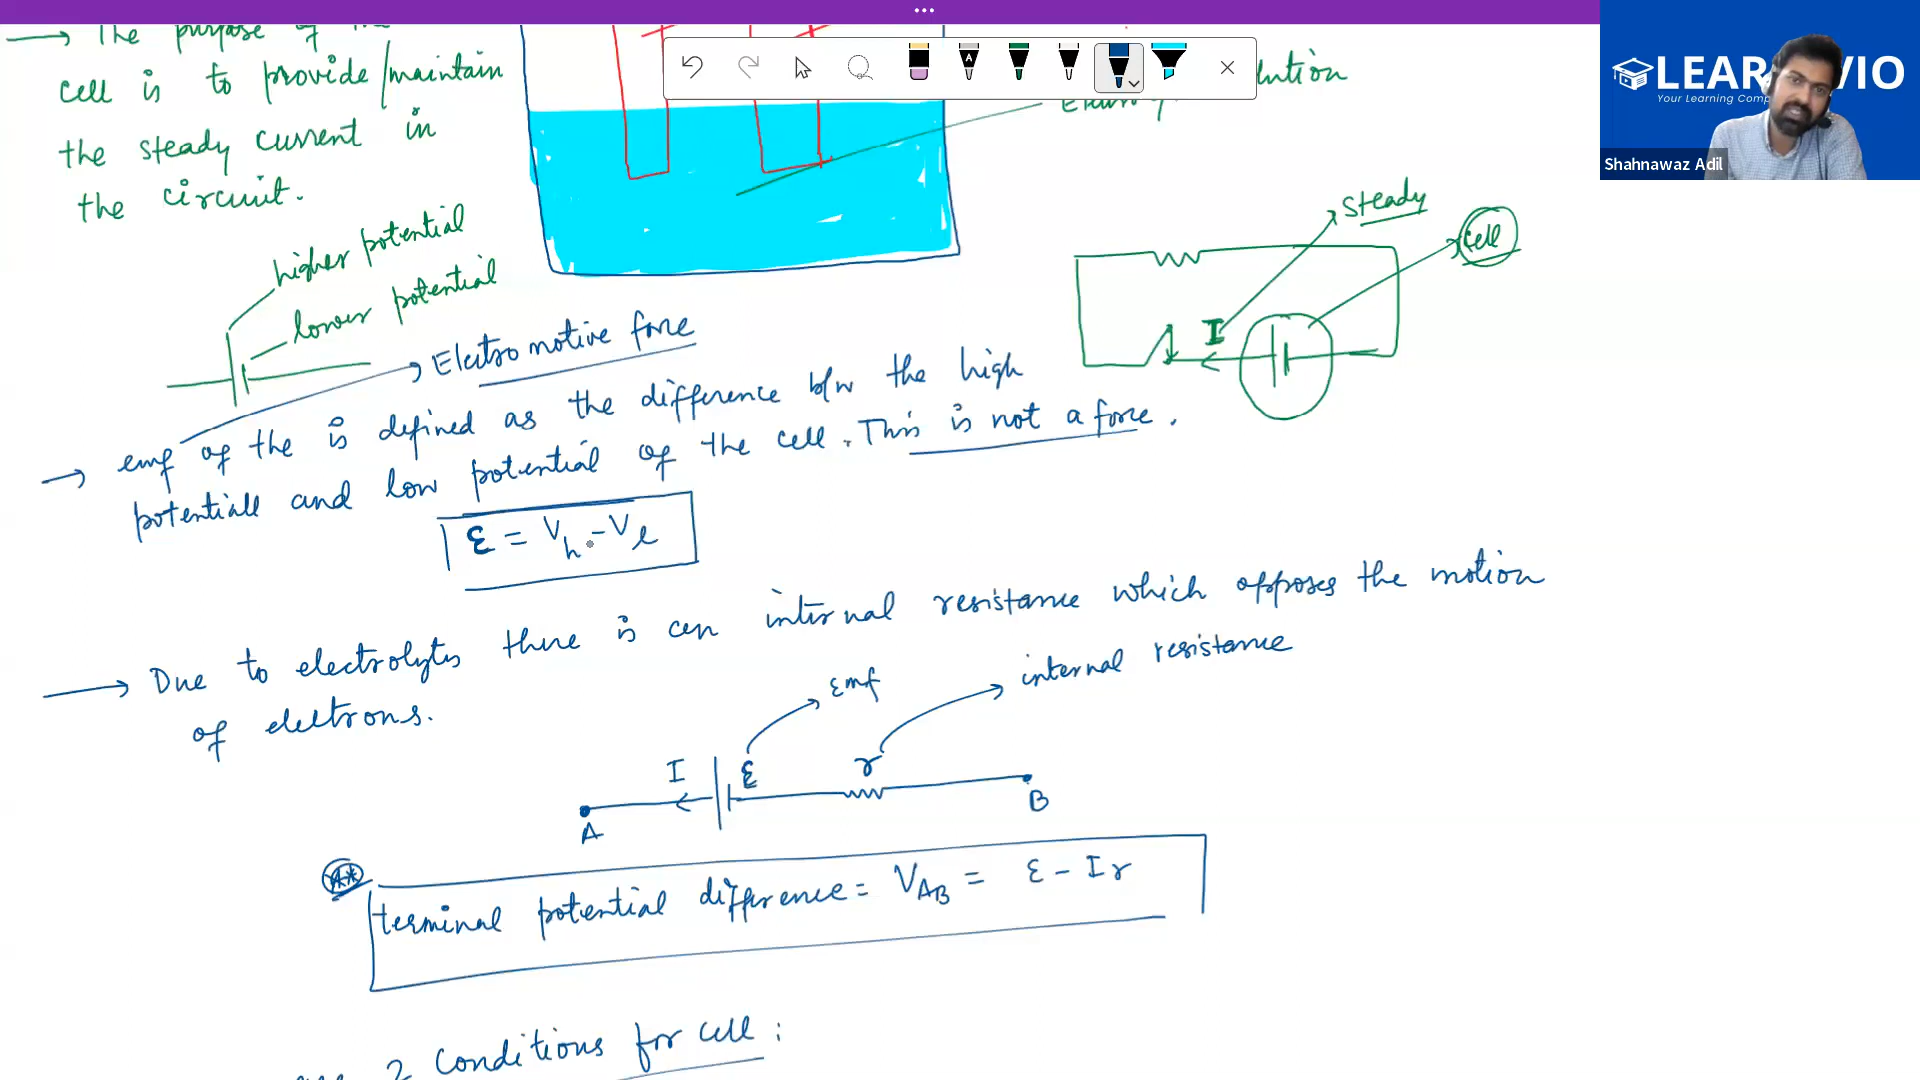 → The purpose of the
cell is to provide/maintain
the steady current in
the circuit.
lution
LEAR VIO
Your Learning Comp
Shahnawaz Adil
higher potential
lower potential
steady
cell
I
Electromotive force
→ emf of the is defined as the difference b/w the high
potentiall and low potential of the cell. This is not a force.
ε = Vh - Vl
→ Due to electrolytes there is an internal resistance which opposes the motion
of electrons.
emf
internal resistance
I ε r
A B
** terminal potential difference = VAB = ε - Ir
2 Conditions for cell :